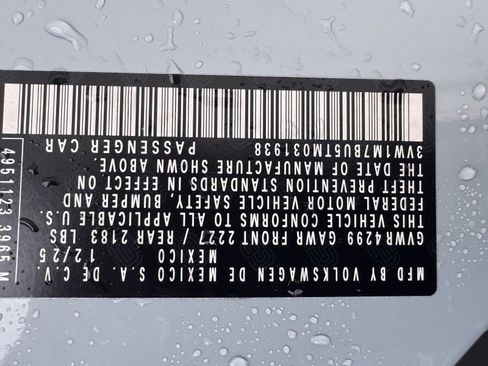 MFD BY VOLKSWAGEN DE MEXICO S.A. DE C.V.
MEXICO 12/25
GVWR4299 GAWR FRONT 2227 / REAR 2183 LBS
THIS VEHICLE CONFORMS TO ALL APPLICABLE U.S.
FEDERAL MOTOR VEHICLE SAFETY, BUMPER AND
THEFT PREVENTION STANDARDS IN EFFECT ON
THE DATE OF MANUFACTURE SHOWN ABOVE.
3VW1M7BU5TM031938 PASSENGER CAR
4951123 3965 M